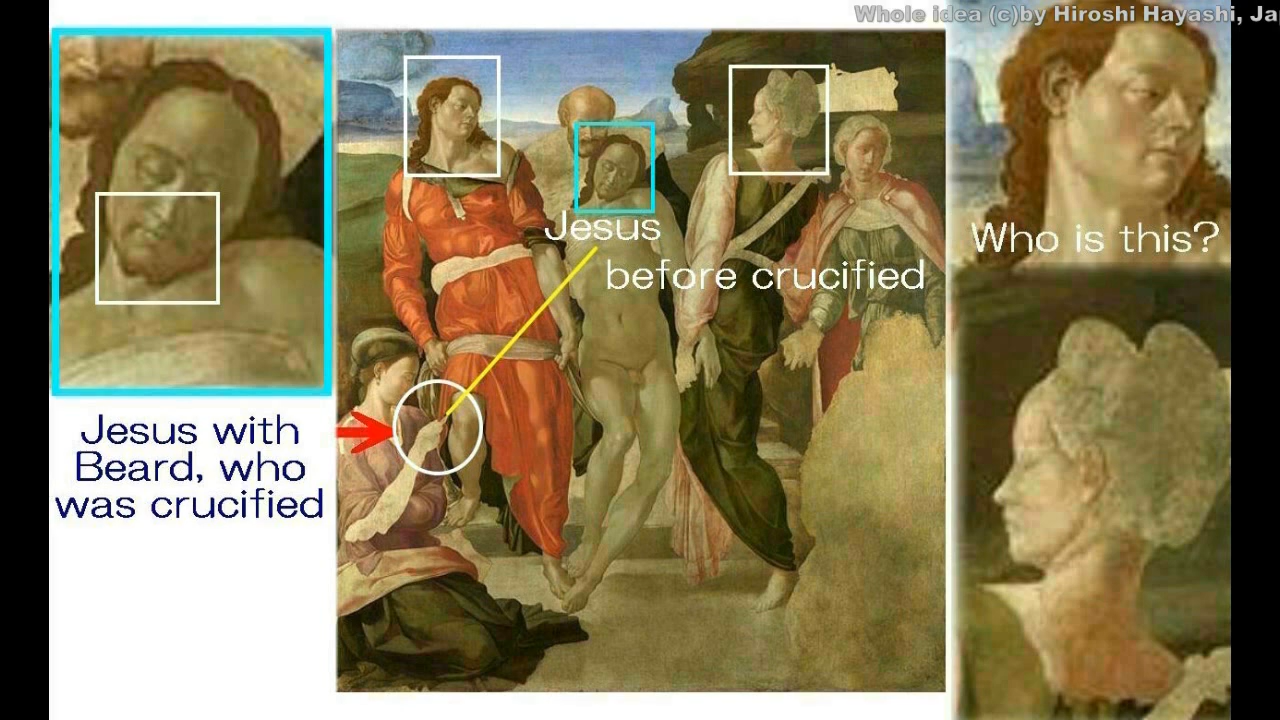 Whole idea (c)by Hiroshi Hayashi, Ja
Jesus
before crucified
Who is this?
Jesus with
Beard, who
was crucified